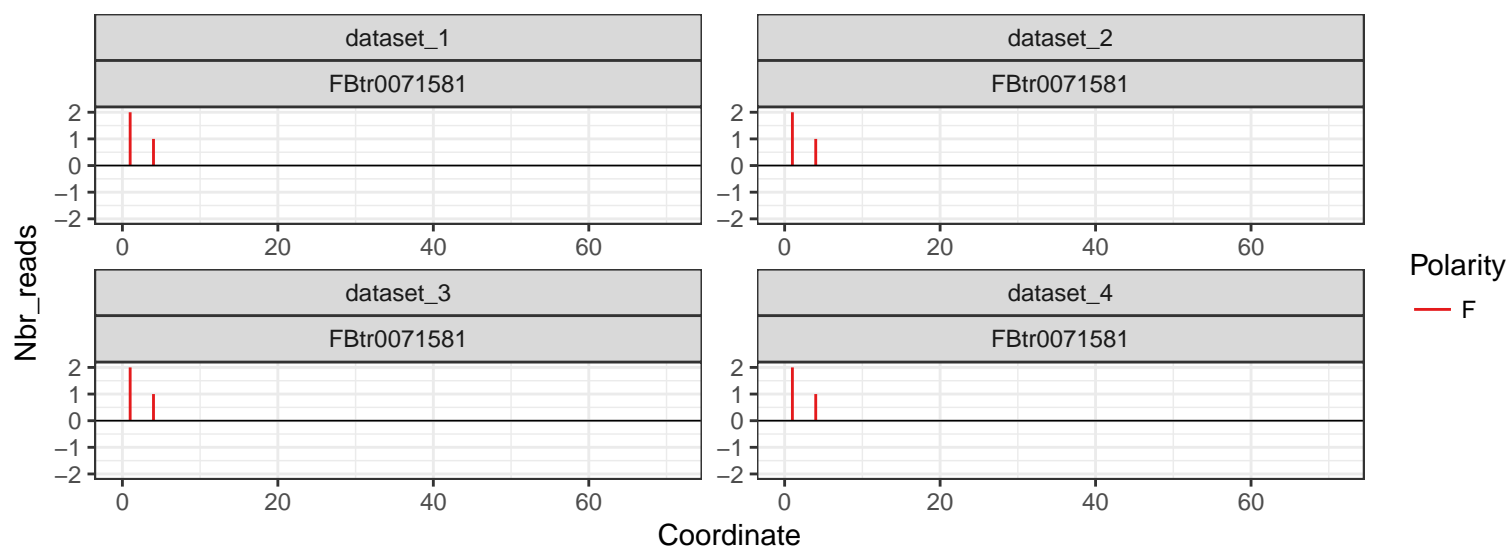 dataset_1
FBtr0071581
2
1
0
−1
−2
0 20 40 60
dataset_2
FBtr0071581
2
1
0
−1
−2
0 20 40 60
dataset_3
FBtr0071581
2
1
0
−1
−2
0 20 40 60
dataset_4
FBtr0071581
2
1
0
−1
−2
0 20 40 60
Nbr_reads
Coordinate
Polarity
F